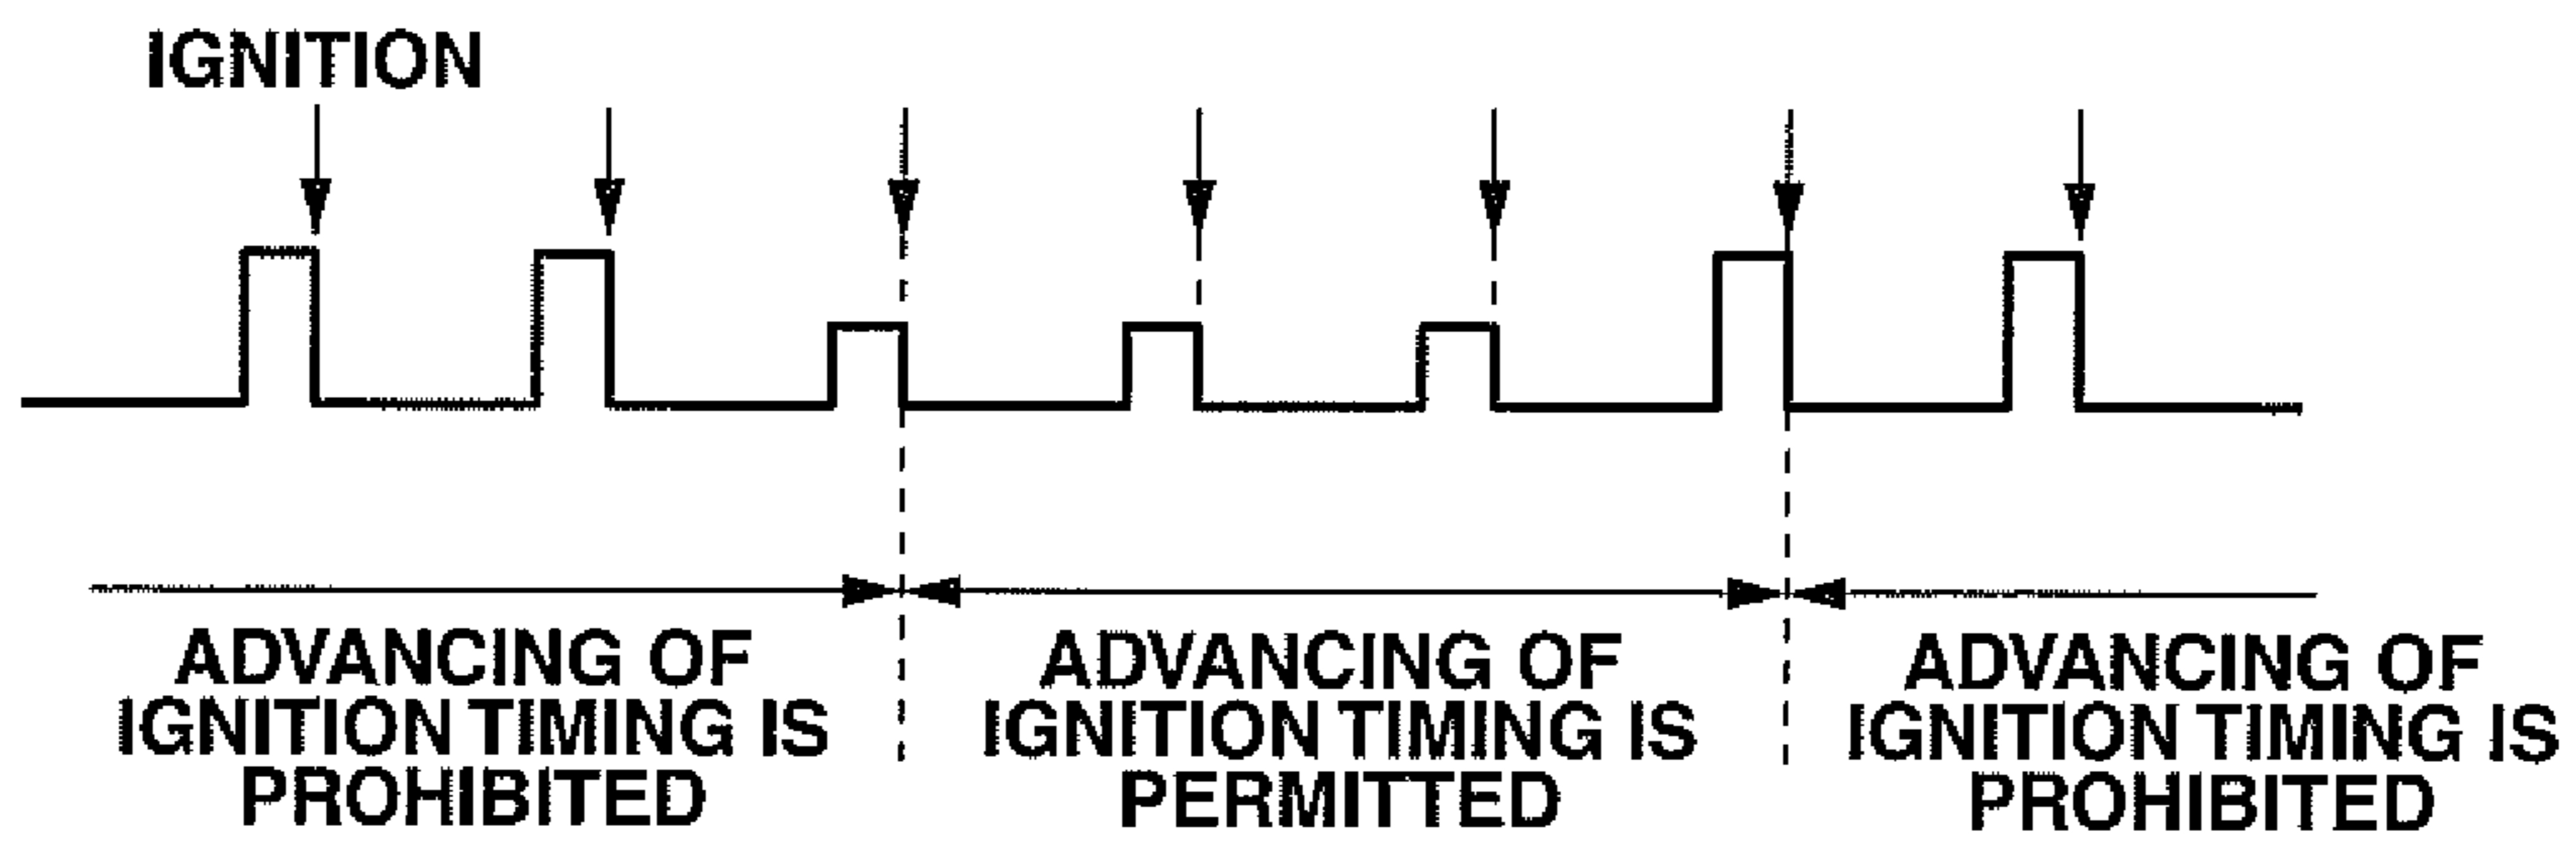 IGNITION
ADVANCING OF
IGNITION TIMING IS
PROHIBITED
ADVANCING OF
IGNITION TIMING IS
PERMITTED
ADVANCING OF
IGNITION TIMING IS
PROHIBITED